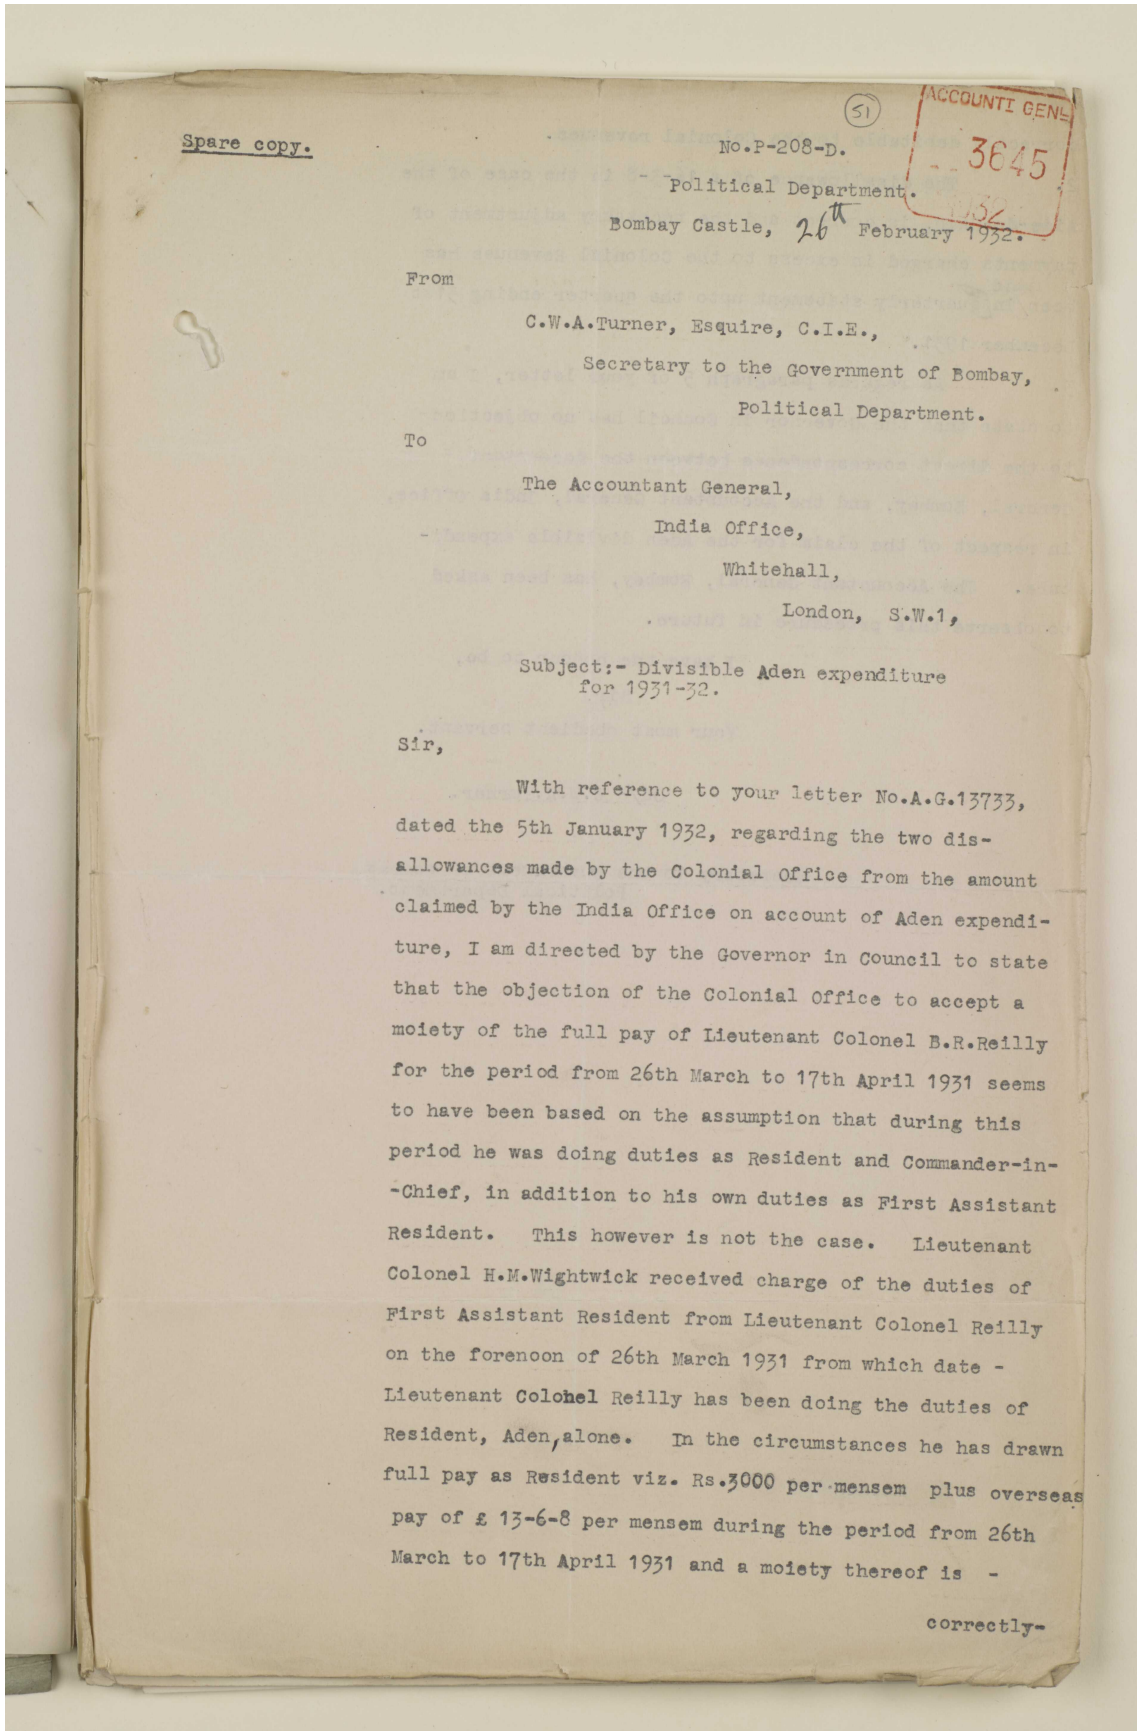 51
ACCOUNTT GENL
3645
1932
Spare copy.
No.P-208-D.
Political Department.
Bombay Castle, 26th February 1932.
From
C.W.A.Turner, Esquire, C.I.E.,
Secretary to the Government of Bombay,
Political Department.
To
The Accountant General,
India Office,
Whitehall,
London, S.W.1,
Subject:- Divisible Aden expenditure
for 1931-32.
Sir,
With reference to your letter No.A.G.13733,
dated the 5th January 1932, regarding the two dis-
allowances made by the Colonial Office from the amount
claimed by the India Office on account of Aden expendi-
ture, I am directed by the Governor in Council to state
that the objection of the Colonial Office to accept a
moiety of the full pay of Lieutenant Colonel B.R.Reilly
for the period from 26th March to 17th April 1931 seems
to have been based on the assumption that during this
period he was doing duties as Resident and Commander-in-
-Chief, in addition to his own duties as First Assistant
Resident. This however is not the case. Lieutenant
Colonel H.M.Wightwick received charge of the duties of
First Assistant Resident from Lieutenant Colonel Reilly
on the forenoon of 26th March 1931 from which date -
Lieutenant Colonel Reilly has been doing the duties of
Resident, Aden, alone. In the circumstances he has drawn
full pay as Resident viz. Rs.3000 per mensem plus overseas
pay of £ 13-6-8 per mensem during the period from 26th
March to 17th April 1931 and a moiety thereof is -
correctly-